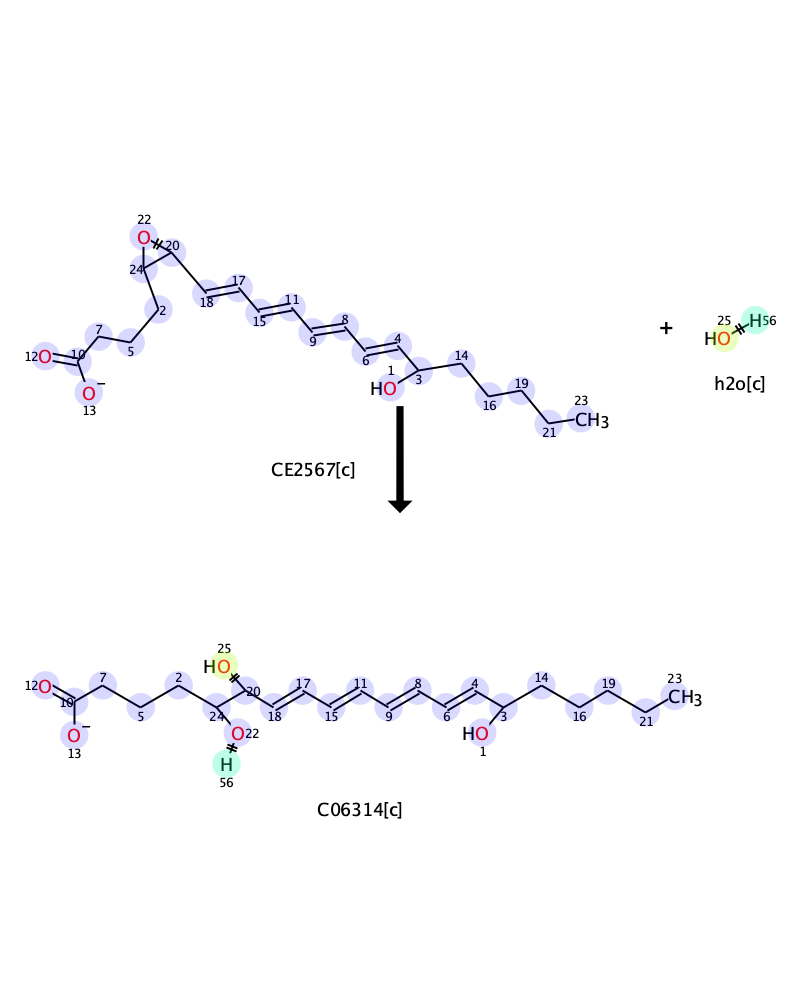 22
O 20
24
17
18 11
2 15 8
7 9 4
12 O 10 5 6 14
1 3
HO 19
O − 16 23
13 21 CH3
+
25 H 56
HO
h2o[c]
CE2567[c]
25
HO
12 O 7 2 20 17 11 8 4 14 19 23
10 CH3
5 24 18 15 9 6 3 16 21
O − O 22 HO
13 H 1
56
C06314[c]